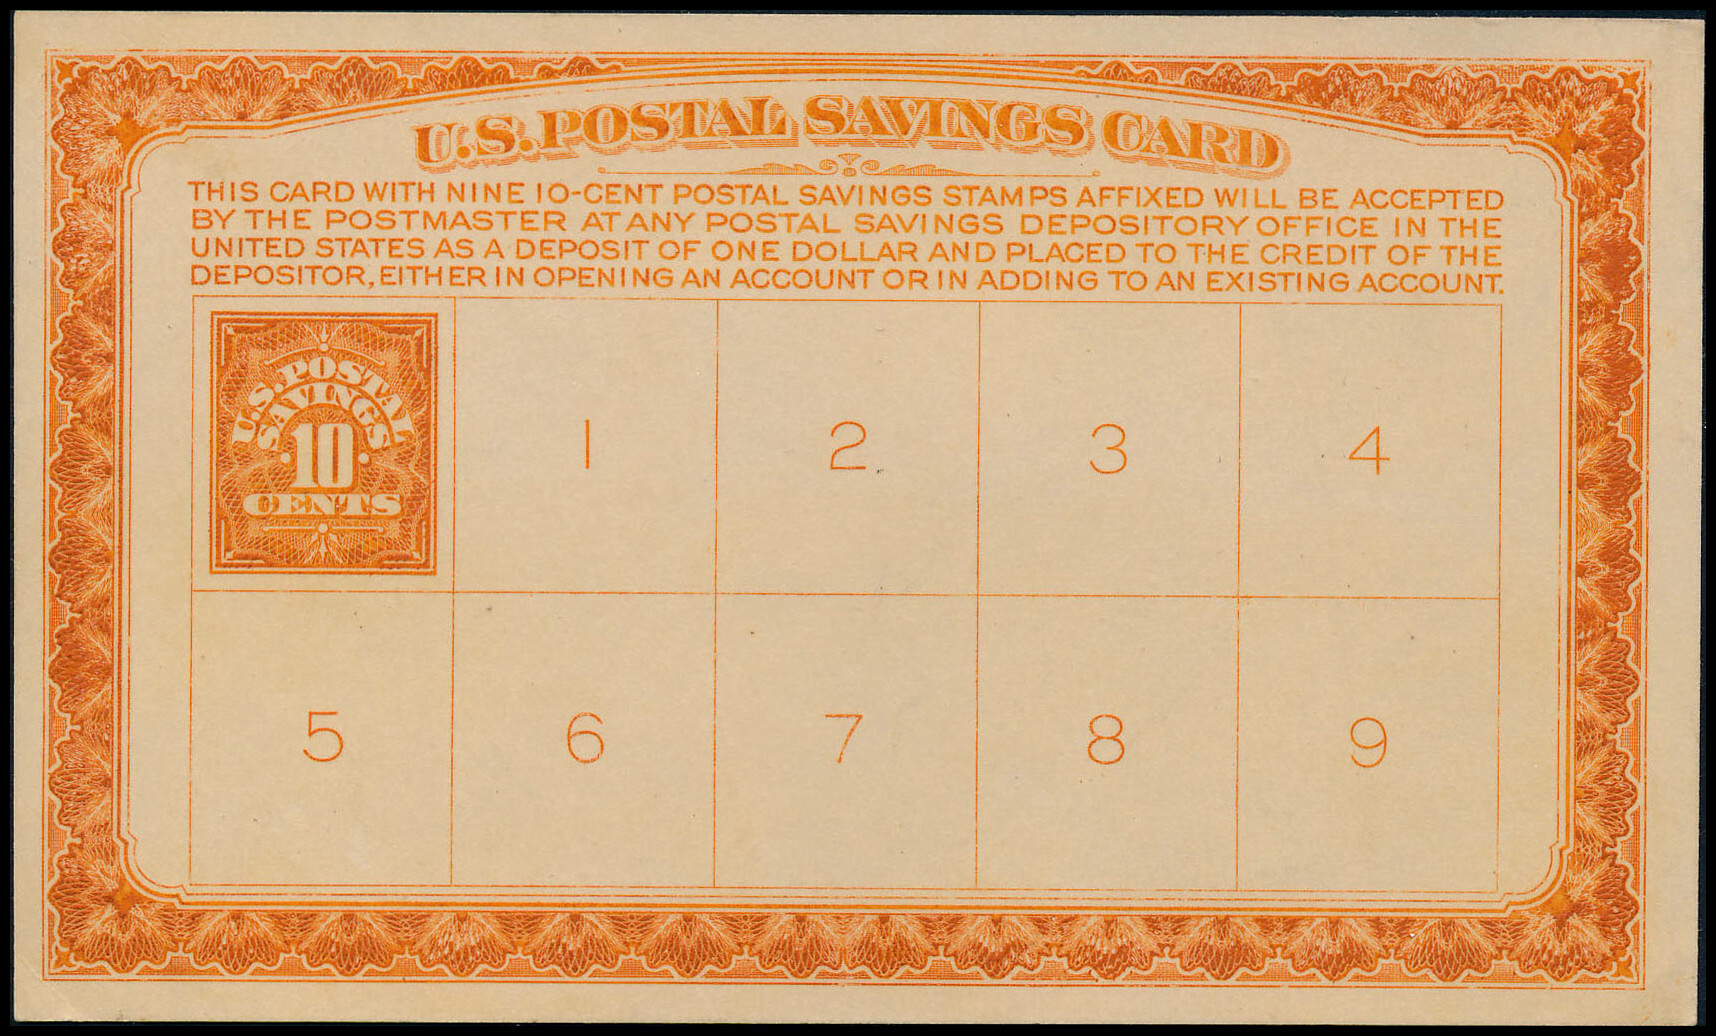 U.S. POSTAL SAVINGS CARD
THIS CARD WITH NINE 10-CENT POSTAL SAVINGS STAMPS AFFIXED WILL BE ACCEPTED
BY THE POSTMASTER AT ANY POSTAL SAVINGS DEPOSITORY OFFICE IN THE
UNITED STATES AS A DEPOSIT OF ONE DOLLAR AND PLACED TO THE CREDIT OF THE
DEPOSITOR, EITHER IN OPENING AN ACCOUNT OR IN ADDING TO AN EXISTING ACCOUNT.
U.S. POSTAL
SAVINGS
10
CENTS
1 2 3 4
5 6 7 8 9